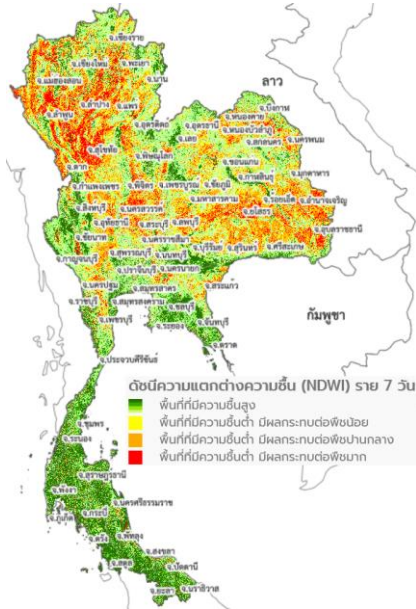 จ.เชียงราย
จ.เชียงใหม่
จ.พะเยา
จ.แม่ฮ่องสอน
จ.น่าน
ลาว
จ.ลำปาง
จ.แพร่
จ.ลำพูน
จ.บึงกาฬ
จ.อุตรดิตถ์
จ.อุดรธานี
จ.หนองคาย
จ.สุโขทัย
จ.เลย
จ.หนองบัวลำภู
จ.นครพนม
จ.พิษณุโลก
จ.สกลนคร
จ.ตาก
จ.ขอนแก่น
จ.มุกดาหาร
จ.กำแพงเพชร
จ.พิจิตร
จ.เพชรบูรณ์
จ.ชัยภูมิ
จ.กาฬสินธุ์
จ.สิงห์บุรี
จ.นครสวรรค์
จ.มหาสารคาม
จ.ร้อยเอ็ด
จ.อำนาจเจริญ
จ.ยโสธร
จ.อุทัยธานี
จ.สระบุรี
จ.ลพบุรี
จ.อุบลราชธานี
จ.ชัยนาท
จ.นครราชสีมา
จ.บุรีรัมย์
จ.สุรินทร์
จ.ศรีสะเกษ
จ.สุพรรณบุรี
จ.นนทบุรี
จ.กาญจนบุรี
จ.ปราจีนบุรี
จ.นครนายก
จ.นครปฐม
จ.สมุทรสาคร
จ.สระแก้ว
จ.ราชบุรี
จ.สมุทรสงคราม
จ.ชลบุรี
กัมพูชา
จ.เพชรบุรี
จ.ระยอง
จ.จันทบุรี
จ.ตราด
จ.ประจวบคีรีขันธ์
ดัชนีความแตกต่างความชื้น (NDWI) ราย 7 วัน
พื้นที่ที่มีความชื้นสูง
พื้นที่ที่มีความชื้นต่ำ มีผลกระทบต่อพืชน้อย
พื้นที่ที่มีความชื้นต่ำ มีผลกระทบต่อพืชปานกลาง
พื้นที่ที่มีความชื้นต่ำ มีผลกระทบต่อพืชมาก
จ.ชุมพร
จ.ระนอง
จ.สุราษฎร์ธานี
จ.พังงา
จ.นครศรีธรรมราช
จ.ภูเก็ต
จ.กระบี่
จ.ตรัง
จ.พัทลุง
จ.สงขลา
จ.สตูล
จ.ปัตตานี
จ.ยะลา
จ.นราธิวาส